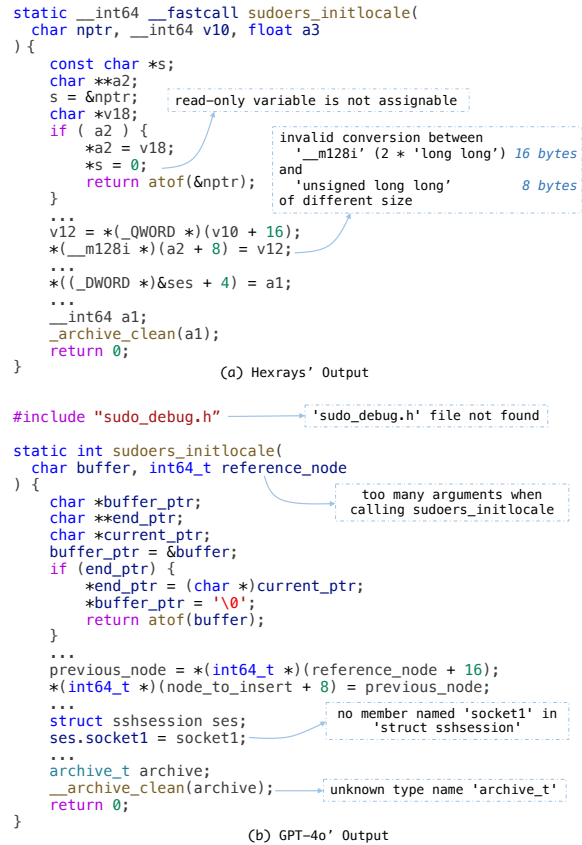 static __int64 __fastcall sudoers_initlocale(
char nptr, __int64 v10, float a3
) {
const char *s;
char **a2;
s = &nptr;
read-only variable is not assignable
char *v18;
if ( a2 ) {
*a2 = v18;
*s = 0;
return atof(&nptr);
}
invalid conversion between
'__m128i' (2 * 'long long') 16 bytes
and
'unsigned long long' 8 bytes
of different size
...
v12 = *(_QWORD *)(v10 + 16);
*(__m128i *)(a2 + 8) = v12;
...
*((_DWORD *)&ses + 4) = a1;
...
__int64 a1;
_archive_clean(a1);
return 0;
}
(a) Hexrays' Output
#include "sudo_debug.h”
'sudo_debug.h' file not found
static int sudoers_initlocale(
char buffer, int64_t reference_node
) {
too many arguments when
calling sudoers_initlocale
char *buffer_ptr;
char **end_ptr;
char *current_ptr;
buffer_ptr = &buffer;
if (end_ptr) {
*end_ptr = (char *)current_ptr;
*buffer_ptr = '\0';
return atof(buffer);
}
...
previous_node = *(int64_t *)(reference_node + 16);
*(int64_t *)(node_to_insert + 8) = previous_node;
...
struct sshsession ses;
ses.socket1 = socket1;
no member named 'socket1' in
'struct sshsession'
...
archive_t archive;
__archive_clean(archive);
unknown type name 'archive_t'
return 0;
}
(b) GPT-4o' Output